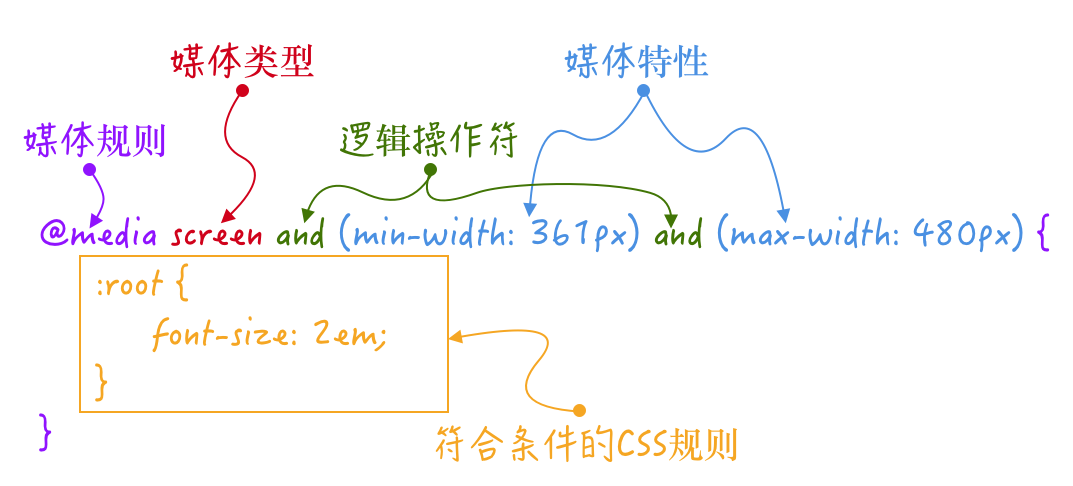 媒体类型
媒体特性
媒体规则
逻辑操作符
@media screen and (min-width: 361px) and (max-width: 480px) {
:root {
font-size: 2em;
}
}
符合条件的CSS规则